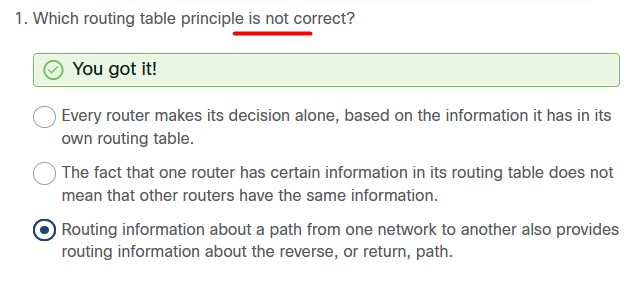 1. Which routing table principle is not correct?
You got it!
Every router makes its decision alone, based on the information it has in its
own routing table.
The fact that one router has certain information in its routing table does not
mean that other routers have the same information.
Routing information about a path from one network to another also provides
routing information about the reverse, or return, path.